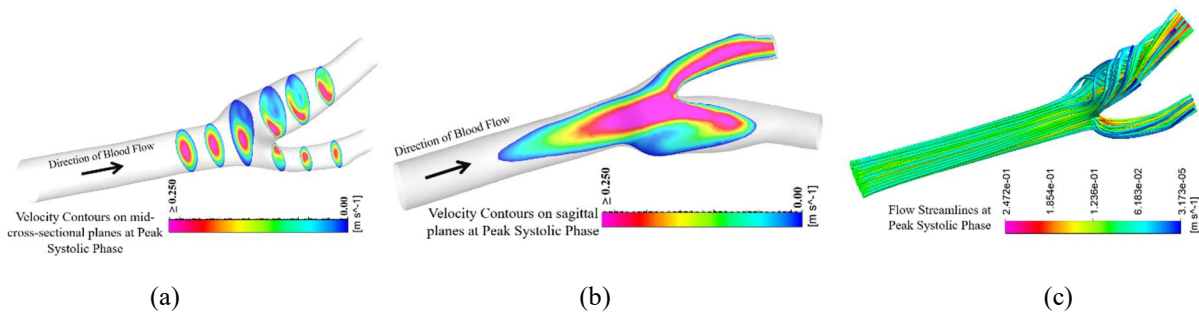 Direction of Blood Flow
Velocity Contours on mid-
cross-sectional planes at Peak
Systolic Phase
≥ 0.250
0.00
[m s^-1]
(a)
Direction of Blood Flow
Velocity Contours on sagittal
planes at Peak Systolic Phase
≥ 0.250
0.00
[m s^-1]
(b)
Flow Streamlines at
Peak Systolic Phase
2.472e-01
1.854e-01
1.236e-01
6.183e-02
3.173e-05
[m s^-1]
(c)